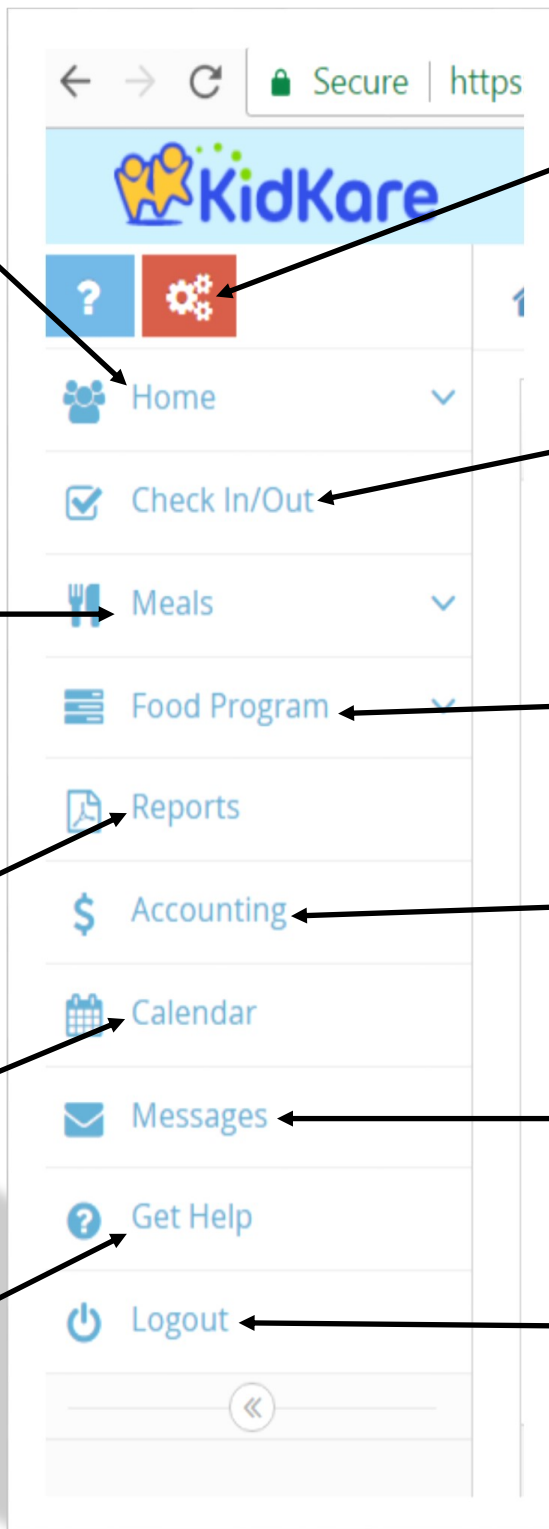 Secure | https
KidKare
?
Home
Check In/Out
Meals
Food Program
Reports
$ Accounting
Calendar
Messages
? Get Help
Logout
«